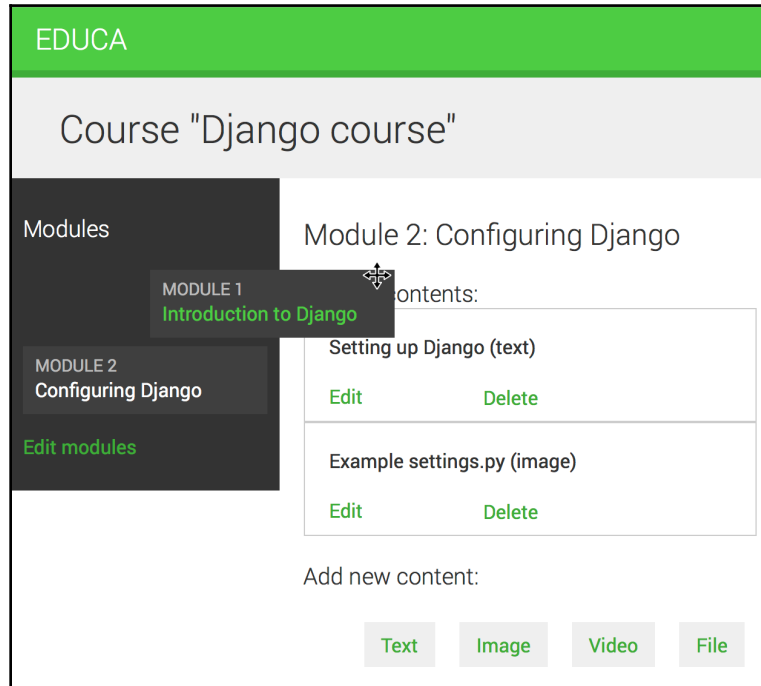 EDUCA
Course "Django course"
Modules
MODULE 1
Introduction to Django
MODULE 2
Configuring Django
Edit modules
Module 2: Configuring Django
contents:
Setting up Django (text)
Edit Delete
Example settings.py (image)
Edit Delete
Add new content:
Text Image Video File